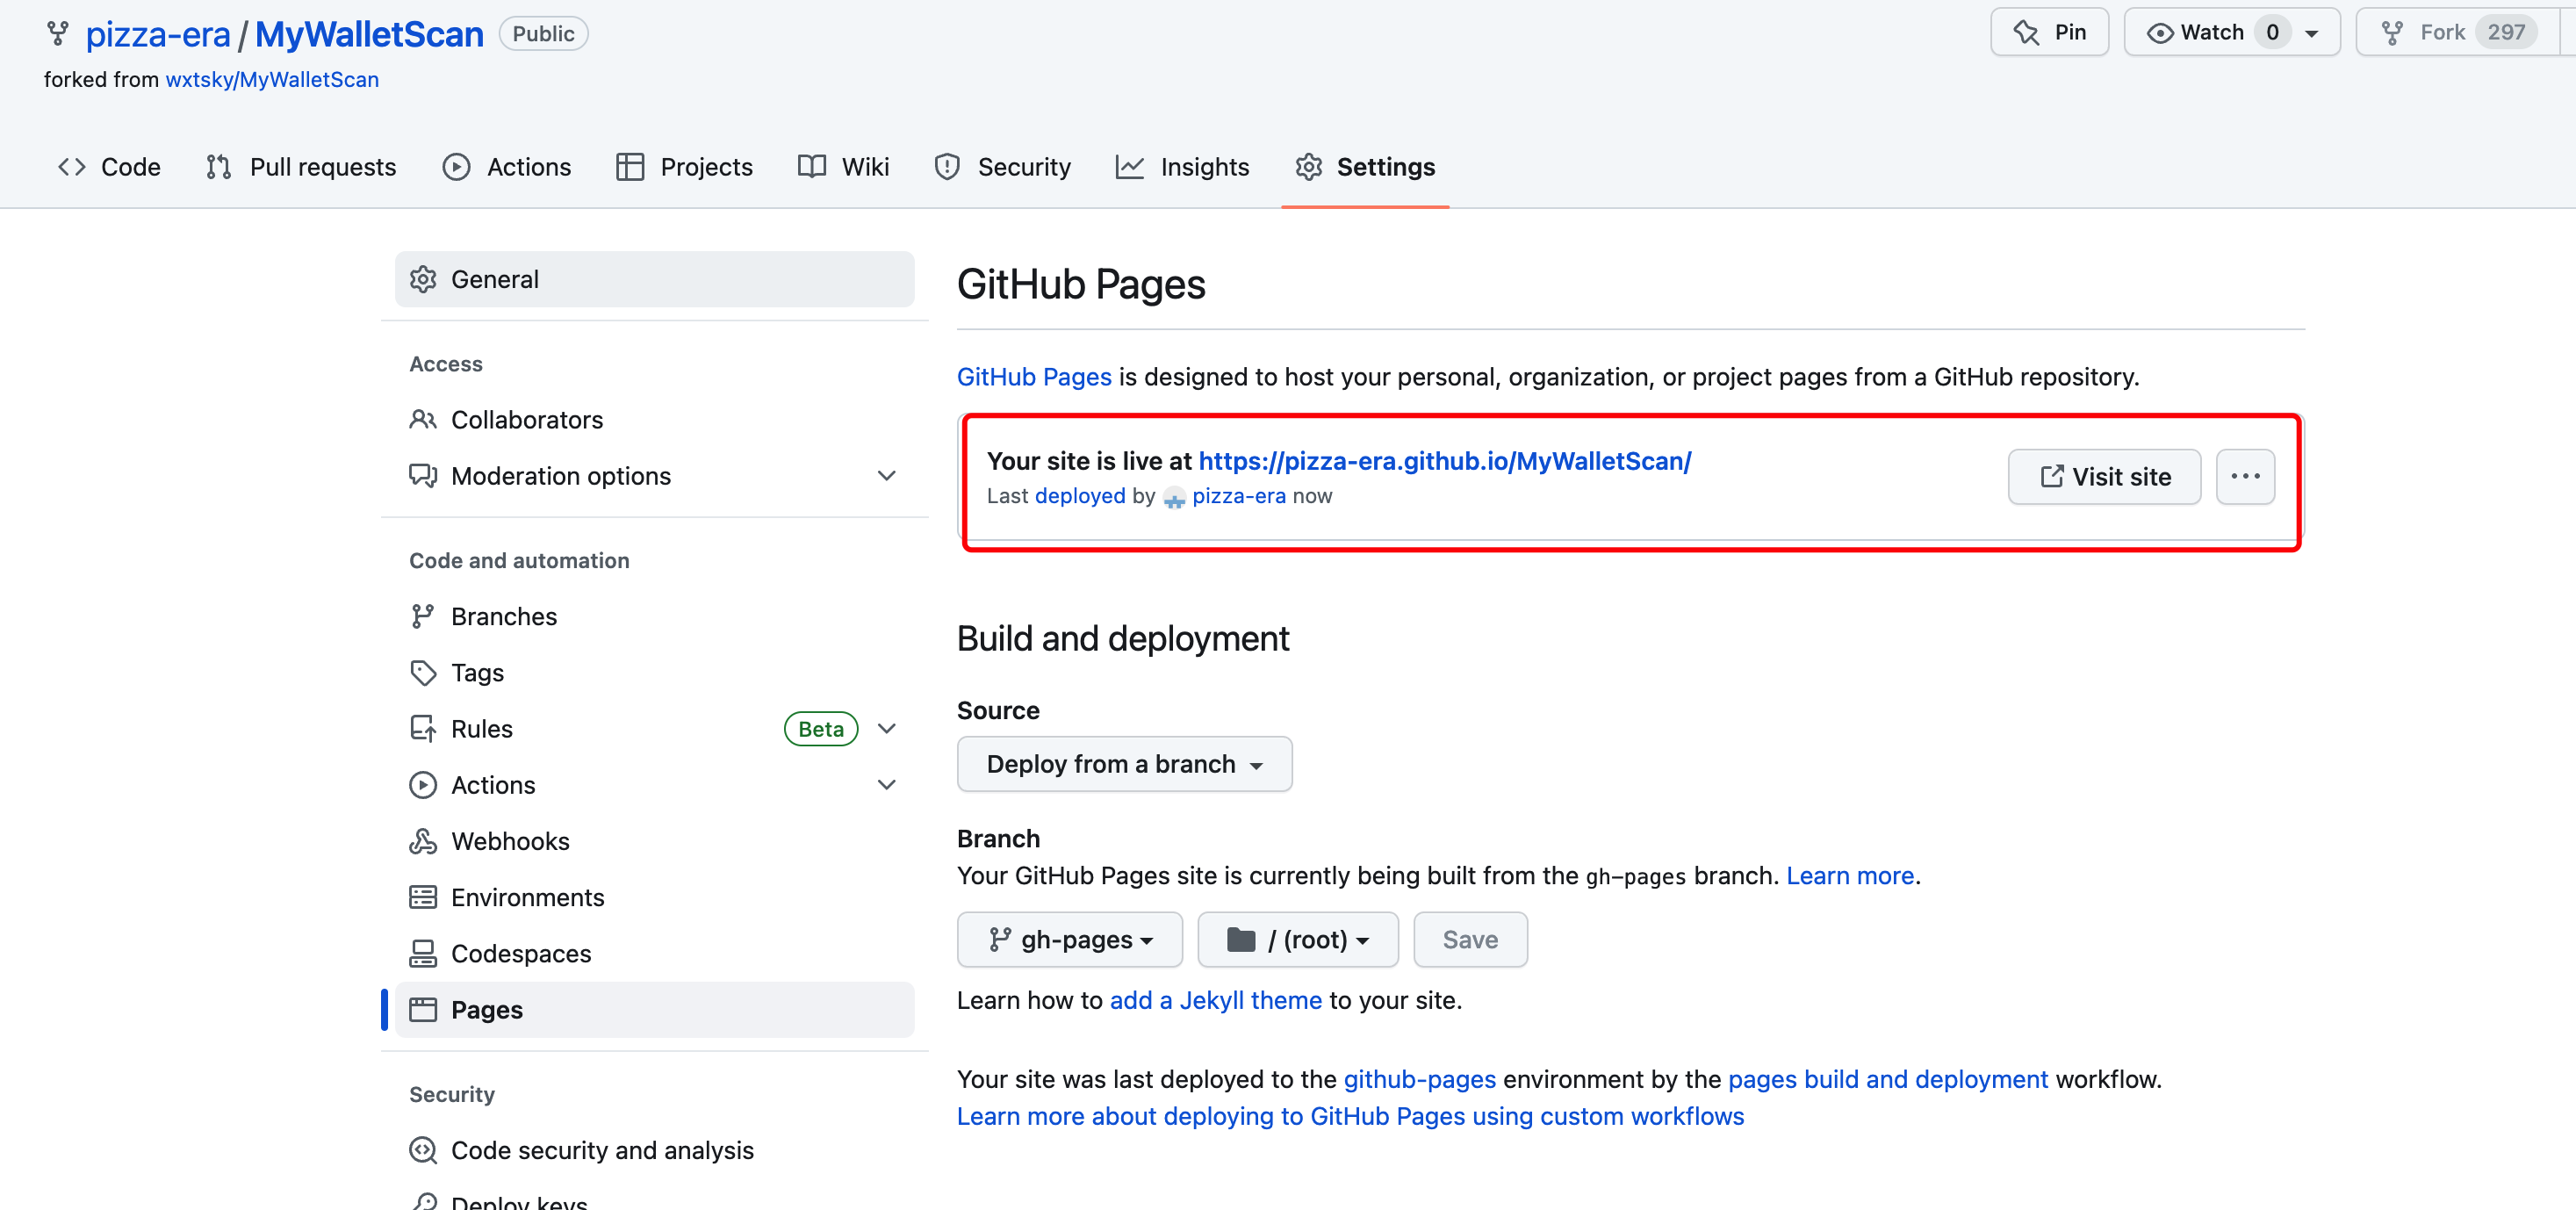 pizza-era / MyWalletScan Public
Pin
Watch 0
Fork 297
forked from wxtsky/MyWalletScan
Code
Pull requests
Actions
Projects
Wiki
Security
Insights
Settings
General
Access
Collaborators
Moderation options
Code and automation
Branches
Tags
Rules Beta
Actions
Webhooks
Environments
Codespaces
Pages
Security
Code security and analysis
Deploy keys
GitHub Pages
GitHub Pages is designed to host your personal, organization, or project pages from a GitHub repository.
Your site is live at https://pizza-era.github.io/MyWalletScan/
Last deployed by pizza-era now
Visit site
Build and deployment
Source
Deploy from a branch
Branch
Your GitHub Pages site is currently being built from the gh-pages branch. Learn more.
gh-pages
/ (root)
Save
Learn how to add a Jekyll theme to your site.
Your site was last deployed to the github-pages environment by the pages build and deployment workflow.
Learn more about deploying to GitHub Pages using custom workflows